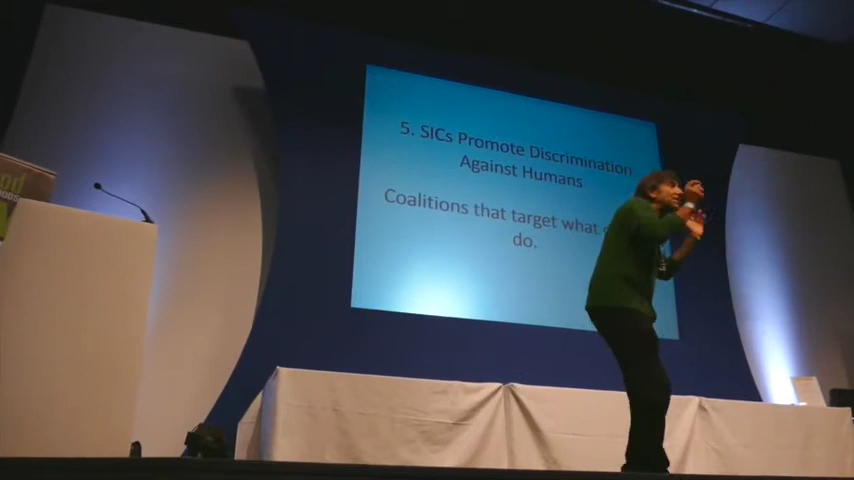 5. SICs Promote Discrimination
Against Humans
Coalitions that target what
do.